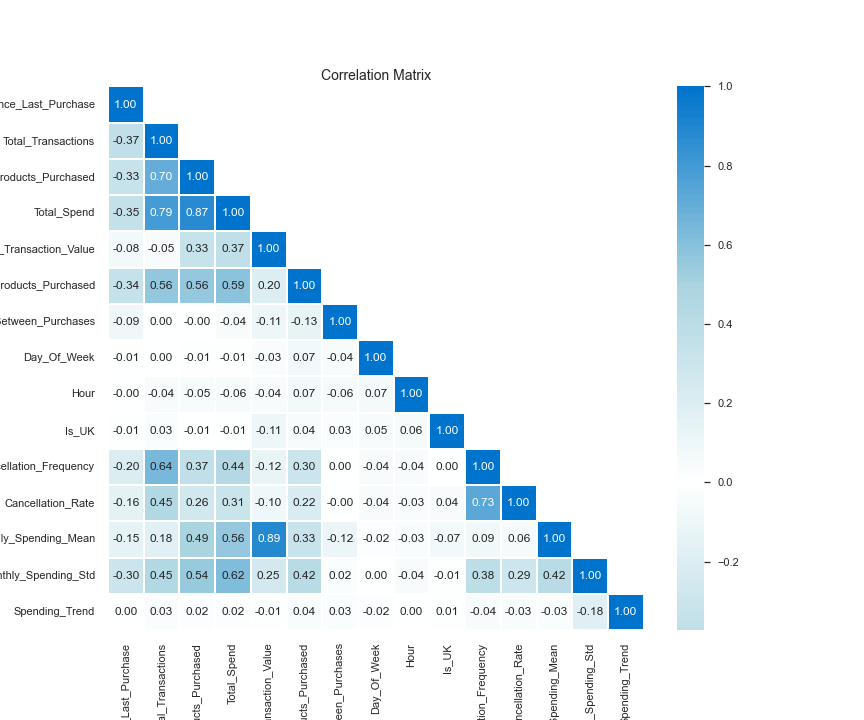 Correlation Matrix
nce_Last_Purchase 1.00
Total_Transactions -0.37 1.00
roducts_Purchased -0.33 0.70 1.00
Total_Spend -0.35 0.79 0.87 1.00
_Transaction_Value -0.08 -0.05 0.33 0.37 1.00
roducts_Purchased -0.34 0.56 0.56 0.59 0.20 1.00
Between_Purchases -0.09 0.00 -0.00 -0.04 -0.11 -0.13 1.00
Day_Of_Week -0.01 0.00 -0.01 -0.01 -0.03 0.07 -0.04 1.00
Hour -0.00 -0.04 -0.05 -0.06 -0.04 0.07 -0.06 0.07 1.00
Is_UK -0.01 0.03 -0.01 -0.01 -0.11 0.04 0.03 0.05 0.06 1.00
cellation_Frequency -0.20 0.64 0.37 0.44 -0.12 0.30 0.00 -0.04 -0.04 0.00 1.00
Cancellation_Rate -0.16 0.45 0.26 0.31 -0.10 0.22 -0.00 -0.04 -0.03 0.04 0.73 1.00
ly_Spending_Mean -0.15 0.18 0.49 0.56 0.89 0.33 -0.12 -0.02 -0.03 -0.07 0.09 0.06 1.00
nthly_Spending_Std -0.30 0.45 0.54 0.62 0.25 0.42 0.02 0.00 -0.04 -0.01 0.38 0.29 0.42 1.00
Spending_Trend 0.00 0.03 0.02 0.02 -0.01 0.04 0.03 -0.02 0.00 0.01 -0.04 -0.03 -0.03 -0.18 1.00
_Last_Purchase
al_Transactions
ucts_Purchased
Total_Spend
ansaction_Value
ucts_Purchased
een_Purchases
Day_Of_Week
Hour
Is_UK
tion_Frequency
ncellation_Rate
Spending_Mean
_Spending_Std
Spending_Trend
1.0
0.8
0.6
0.4
0.2
0.0
-0.2